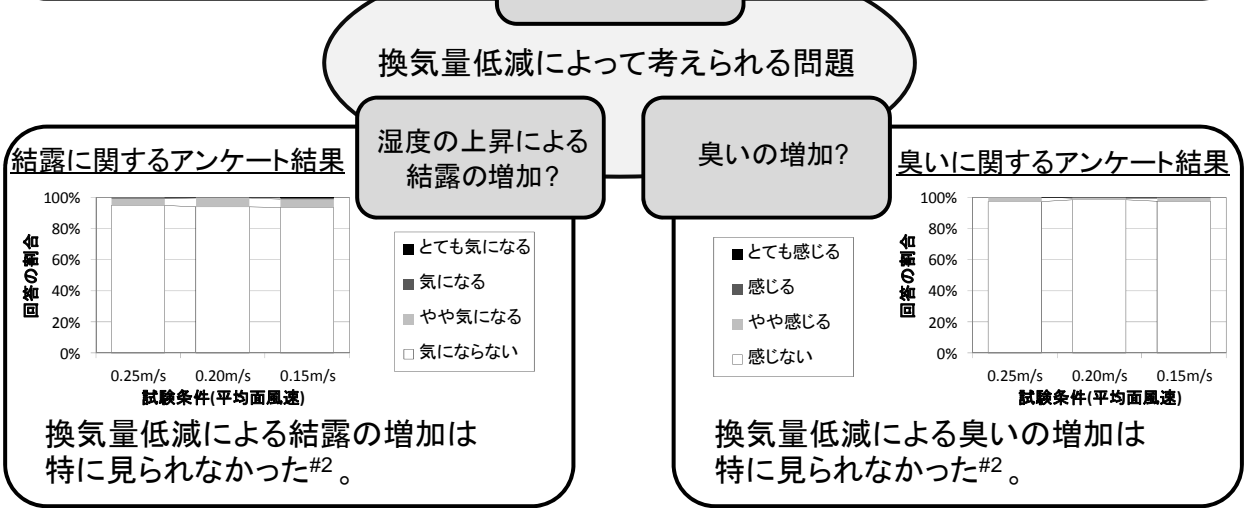 換気量低減によって考えられる問題
湿度の上昇による
結露の増加?
臭いの増加?
結露に関するアンケート結果
100%
80%
60%
40%
20%
0%
回答の割合
0.25m/s 0.20m/s 0.15m/s
試験条件(平均面風速)
とても気になる
気になる
やや気になる
気にならない
換気量低減による結露の増加は
特に見られなかった#2 。
臭いに関するアンケート結果
とても感じる
感じる
やや感じる
感じない
100%
80%
60%
40%
20%
0%
回答の割合
0.25m/s 0.20m/s 0.15m/s
試験条件(平均面風速)
換気量低減による臭いの増加は
特に見られなかった#2 。